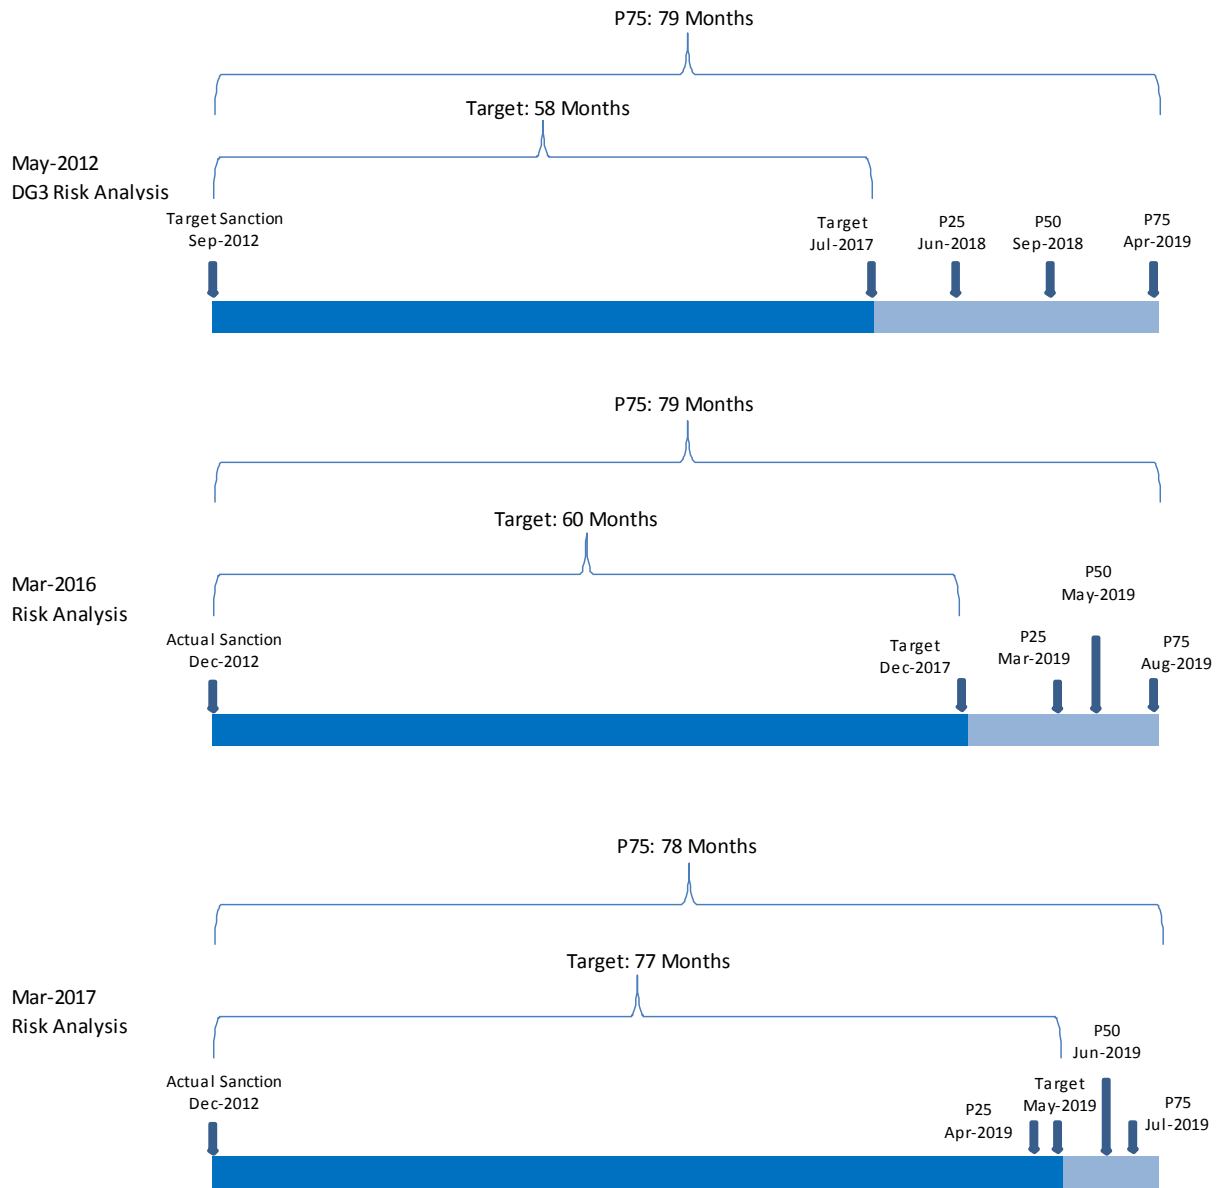 P75: 79 Months
Target: 58 Months
May-2012
DG3 Risk Analysis
Target Sanction
Sep-2012
Target
Jul-2017
P25
Jun-2018
P50
Sep-2018
P75
Apr-2019
P75: 79 Months
Target: 60 Months
Mar-2016
Risk Analysis
Actual Sanction
Dec-2012
Target
Dec-2017
P25
Mar-2019
P50
May-2019
P75
Aug-2019
P75: 78 Months
Target: 77 Months
Mar-2017
Risk Analysis
Actual Sanction
Dec-2012
P25
Apr-2019
Target
May-2019
P50
Jun-2019
P75
Jul-2019